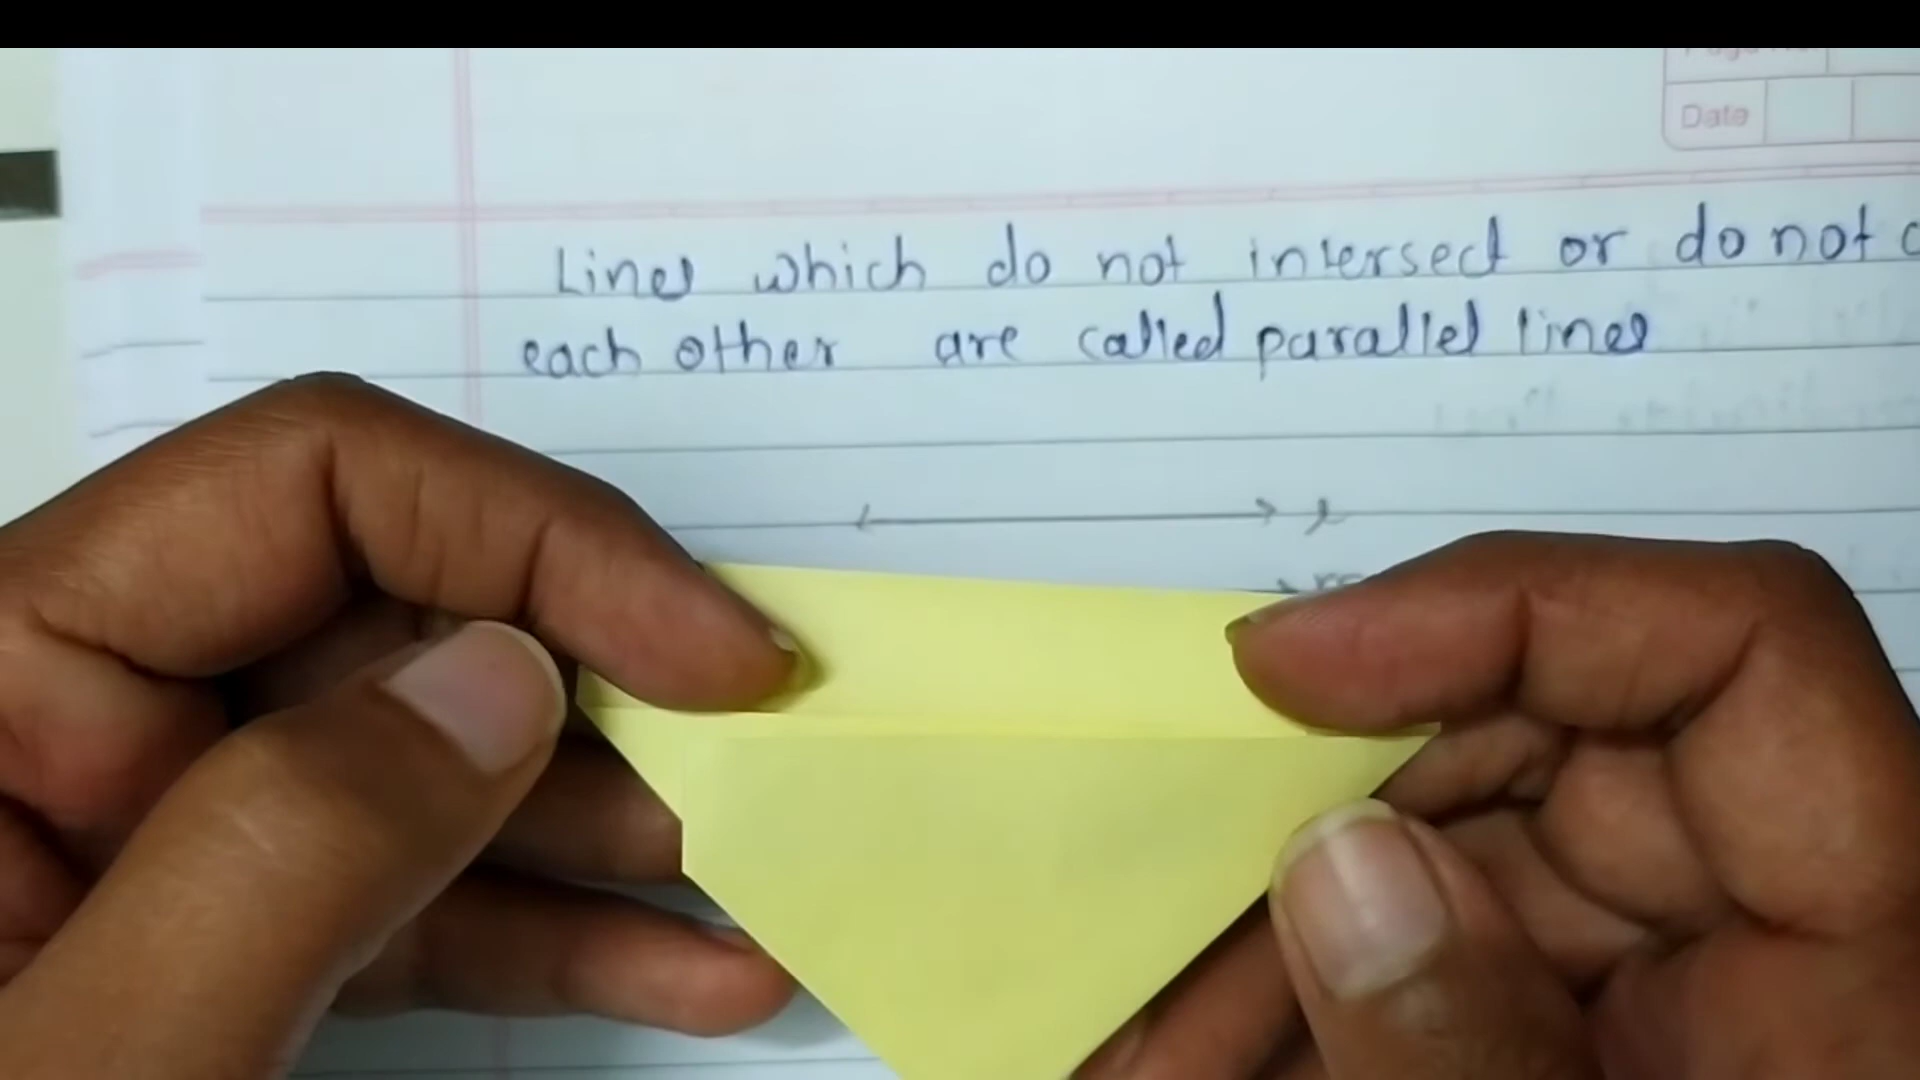 Date
Lines which do not intersect or do not
each other are called parallel lines
l